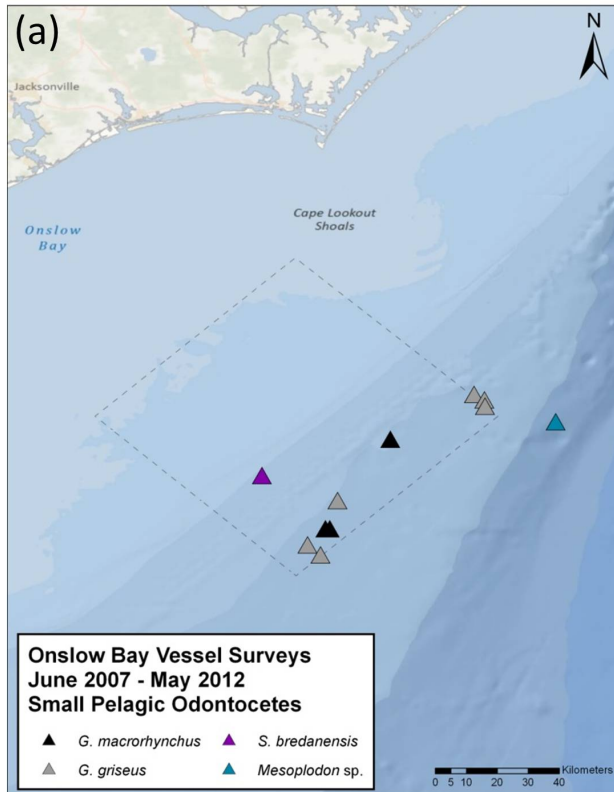 (a)
N
Jacksonville
Onslow
Bay
Cape Lookout
Shoals
Onslow Bay Vessel Surveys
June 2007 - May 2012
Small Pelagic Odontocetes
G. macrorhynchus
S. bredanensis
G. griseus
Mesoplodon sp.
Kilometers
0 5 10 20 30 40